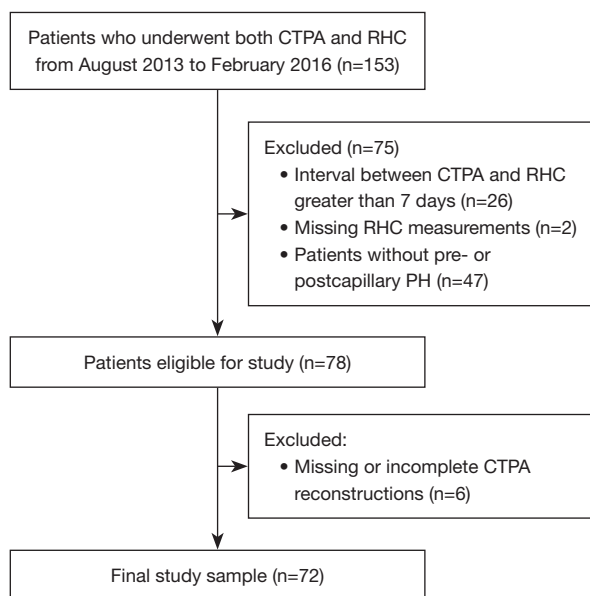 Patients who underwent both CTPA and RHC
from August 2013 to February 2016 (n=153)
Excluded (n=75)
• Interval between CTPA and RHC
greater than 7 days (n=26)
• Missing RHC measurements (n=2)
• Patients without pre- or
postcapillary PH (n=47)
Patients eligible for study (n=78)
Excluded:
• Missing or incomplete CTPA
reconstructions (n=6)
Final study sample (n=72)